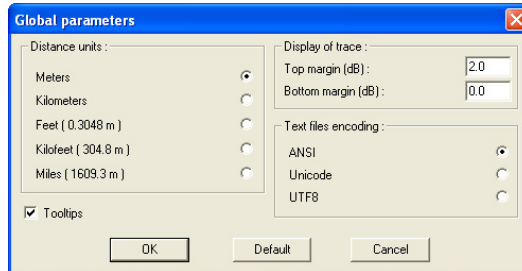 Global parameters
Distance units :
Meters
Kilometers
Feet ( 0.3048 m )
Kilofeet ( 304.8 m )
Miles ( 1609.3 m )
Tooltips
Display of trace :
Top margin (dB) : 2.0
Bottom margin (dB) : 0.0
Text files encoding :
ANSI
Unicode
UTF8
OK Default Cancel